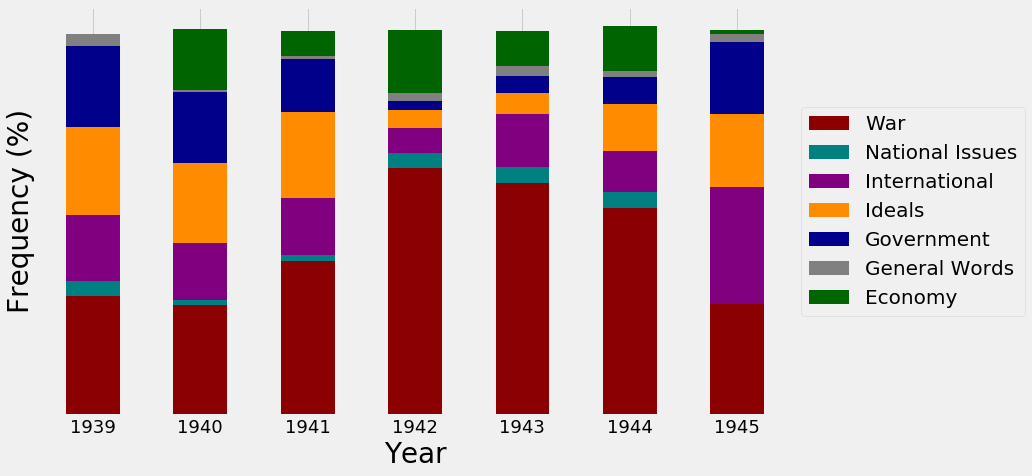 Frequency (%)
1939 1940 1941 1942 1943 1944 1945
Year
War
National Issues
International
Ideals
Government
General Words
Economy